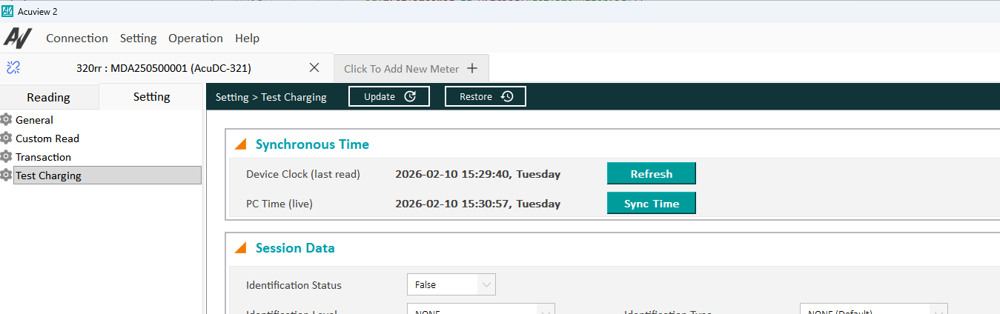 Acuview 2
Connection Setting Operation Help
320rr : MDA250500001 (AcuDC-321)
Click To Add New Meter
Reading Setting
Setting > Test Charging Update Restore
General
Custom Read
Transaction
Test Charging
Synchronous Time
Device Clock (last read) 2026-02-10 15:29:40, Tuesday Refresh
PC Time (live) 2026-02-10 15:30:57, Tuesday Sync Time
Session Data
Identification Status False
Identification Level NONE Identification Type NONE (Default)